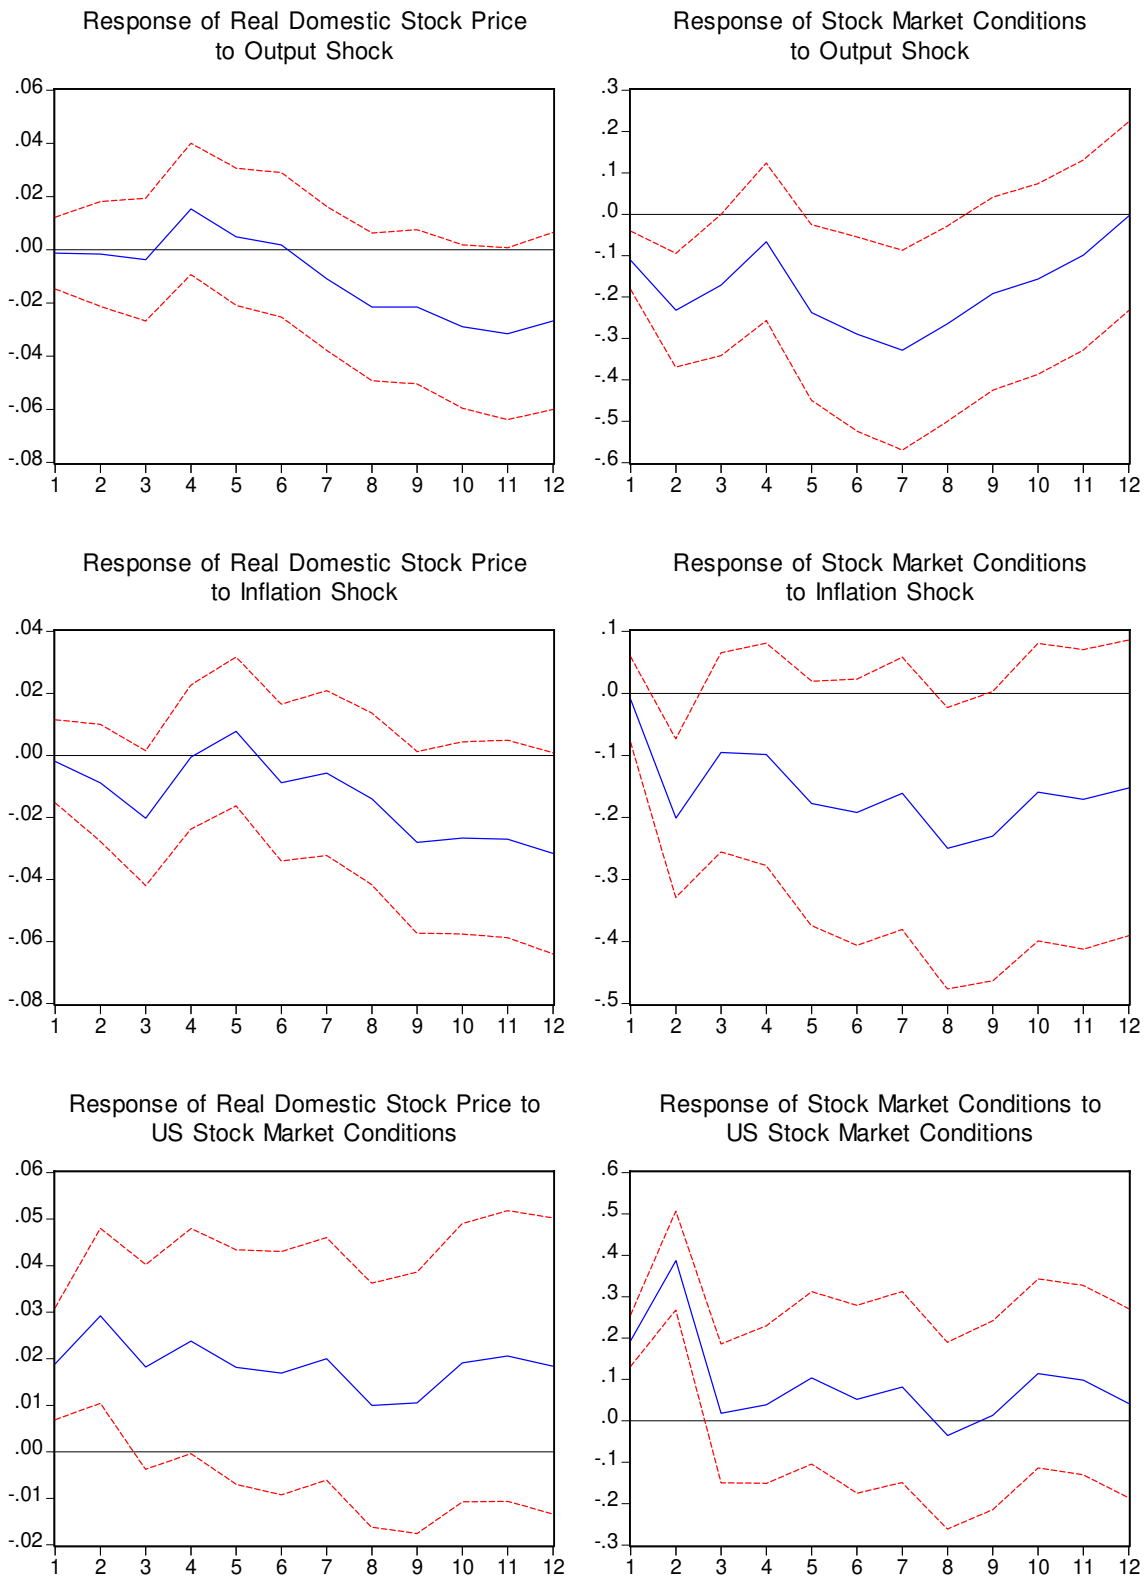 Response of Real Domestic Stock Price
to Output Shock
.06
.04
.02
.00
-.02
-.04
-.06
-.08
1 2 3 4 5 6 7 8 9 10 11 12
Response of Stock Market Conditions
to Output Shock
.3
.2
.1
.0
-.1
-.2
-.3
-.4
-.5
-.6
1 2 3 4 5 6 7 8 9 10 11 12
Response of Real Domestic Stock Price
to Inflation Shock
.04
.02
.00
-.02
-.04
-.06
-.08
1 2 3 4 5 6 7 8 9 10 11 12
Response of Stock Market Conditions
to Inflation Shock
.1
.0
-.1
-.2
-.3
-.4
-.5
1 2 3 4 5 6 7 8 9 10 11 12
Response of Real Domestic Stock Price to
US Stock Market Conditions
.06
.05
.04
.03
.02
.01
.00
-.01
-.02
1 2 3 4 5 6 7 8 9 10 11 12
Response of Stock Market Conditions to
US Stock Market Conditions
.6
.5
.4
.3
.2
.1
.0
-.1
-.2
-.3
1 2 3 4 5 6 7 8 9 10 11 12